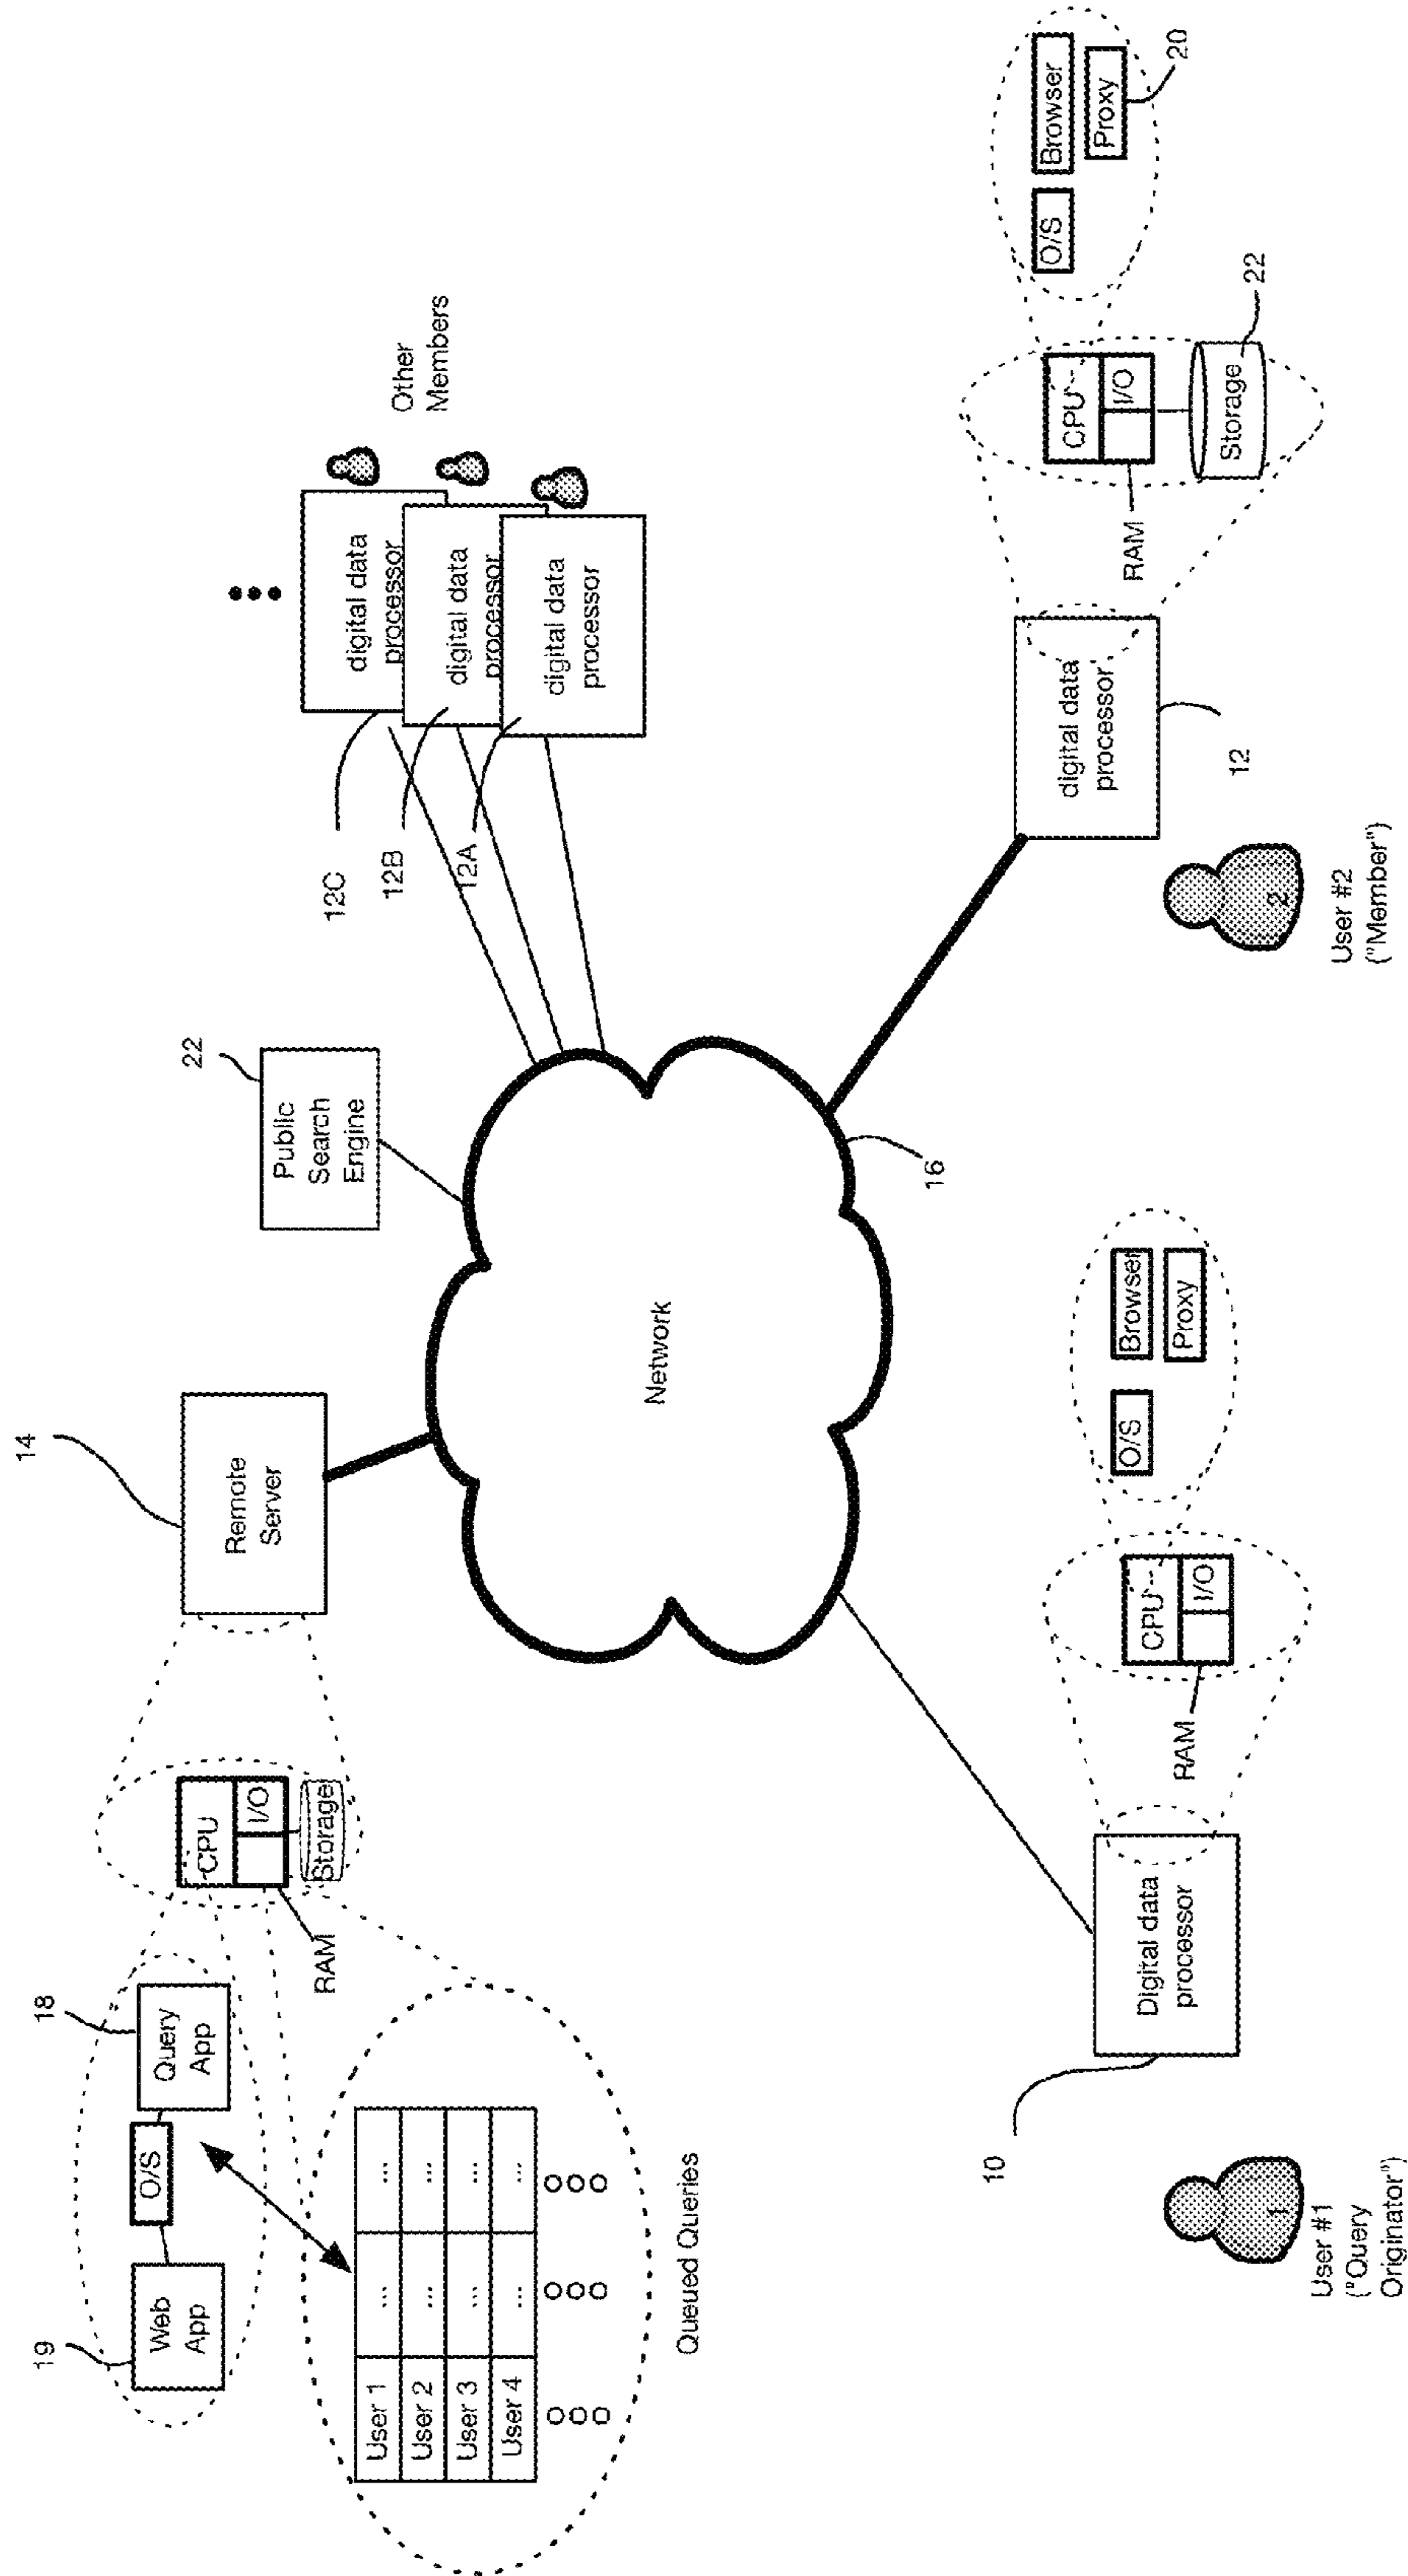 19
Web
App
O/S
18
Query
App
CPU
I/O
RAM
Storage
14
Remote
Server
22
Public
Search
Engine
User 1 ... ...
User 2 ... ...
User 3 ... ...
User 4 ... ...
Queued Queries
Network
16
12C
12B
12A
digital data
processor
digital data
processor
digital data
processor
Other
Members
10
User #1
("Query
Originator")
1
Digital data
processor
RAM
CPU
I/O
O/S
Browser
Proxy
User #2
("Member")
2
12
digital data
processor
RAM
CPU
I/O
Storage
22
O/S
Browser
Proxy
20